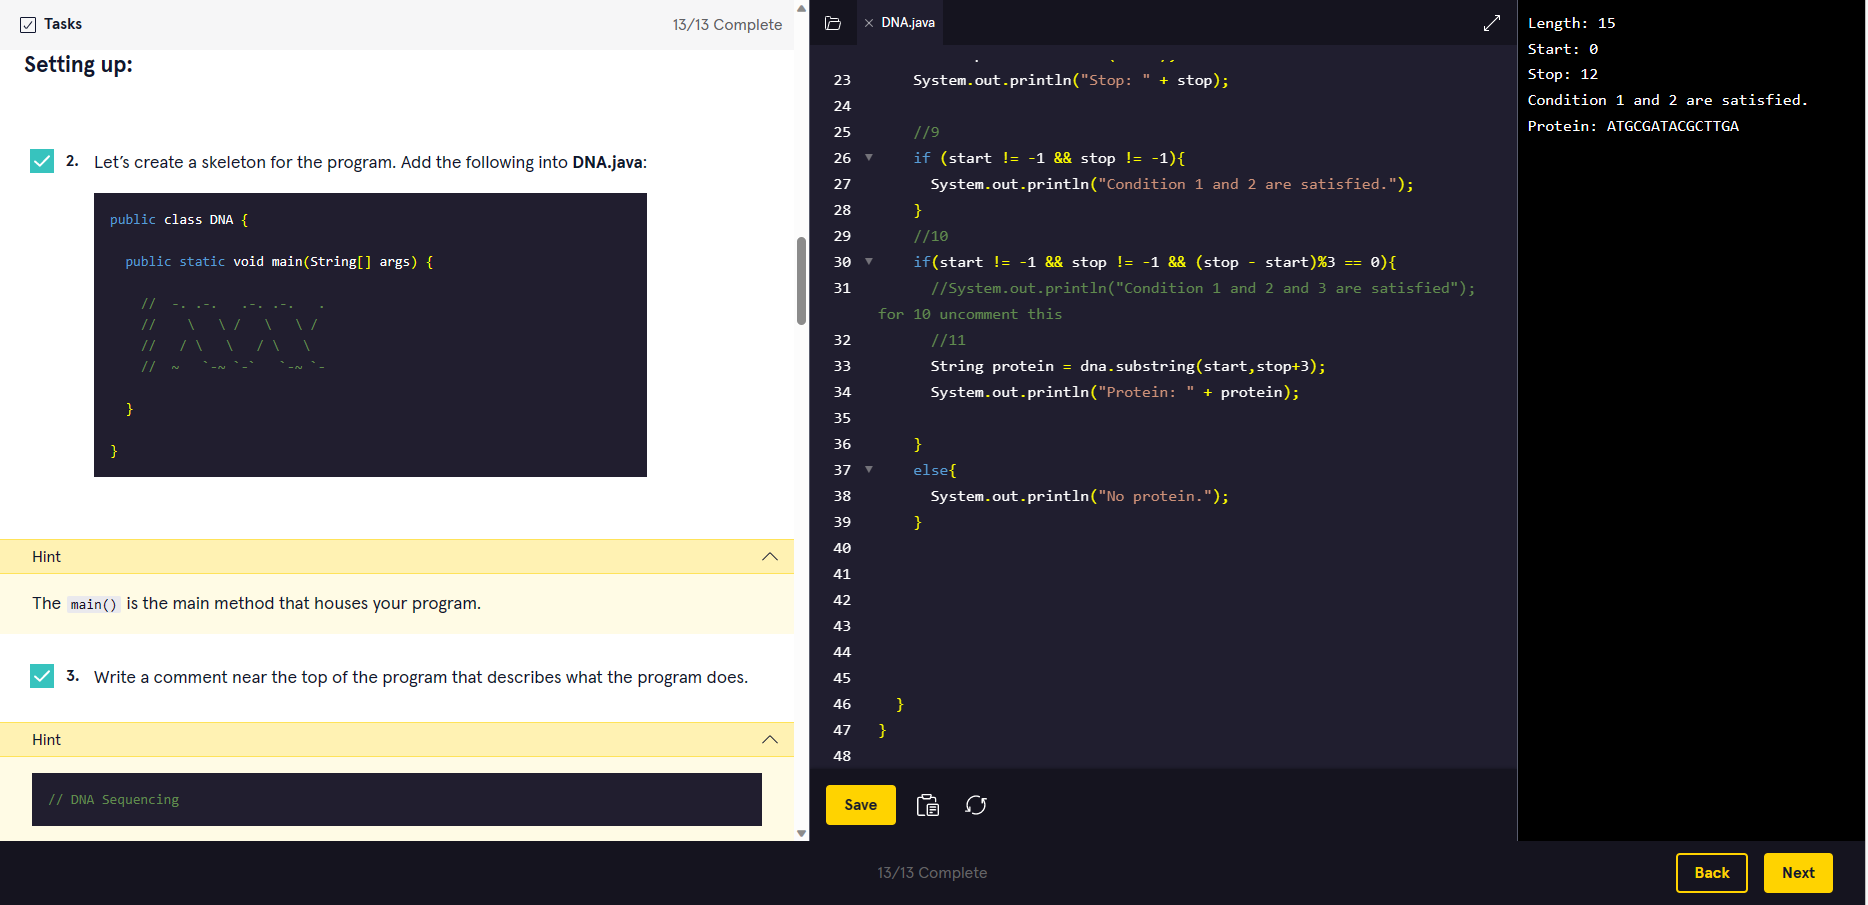 Tasks
13/13 Complete
Setting up:
2. Let's create a skeleton for the program. Add the following into DNA.java:
public class DNA {
public static void main(String[] args) {
//  -. .-.   .-. .-.   .
//    \   \ /   \   \ /
//   / \   \   / \   \
//  ~   `-~ `-`   `-~ `-
}
}
Hint
The main() is the main method that houses your program.
3. Write a comment near the top of the program that describes what the program does.
Hint
// DNA Sequencing
DNA.java
23 System.out.println("Stop: " + stop);
24
25 //9
26 if (start != -1 && stop != -1){
27 System.out.println("Condition 1 and 2 are satisfied.");
28 }
29 //10
30 if(start != -1 && stop != -1 && (stop - start)%3 == 0){
31 //System.out.println("Condition 1 and 2 and 3 are satisfied");
for 10 uncomment this
32 //11
33 String protein = dna.substring(start,stop+3);
34 System.out.println("Protein: " + protein);
35
36 }
37 else{
38 System.out.println("No protein.");
39 }
40
41
42
43
44
45
46 }
47 }
48
Save
Length: 15
Start: 0
Stop: 12
Condition 1 and 2 are satisfied.
Protein: ATGCGATACGCTTGA
13/13 Complete
Back
Next